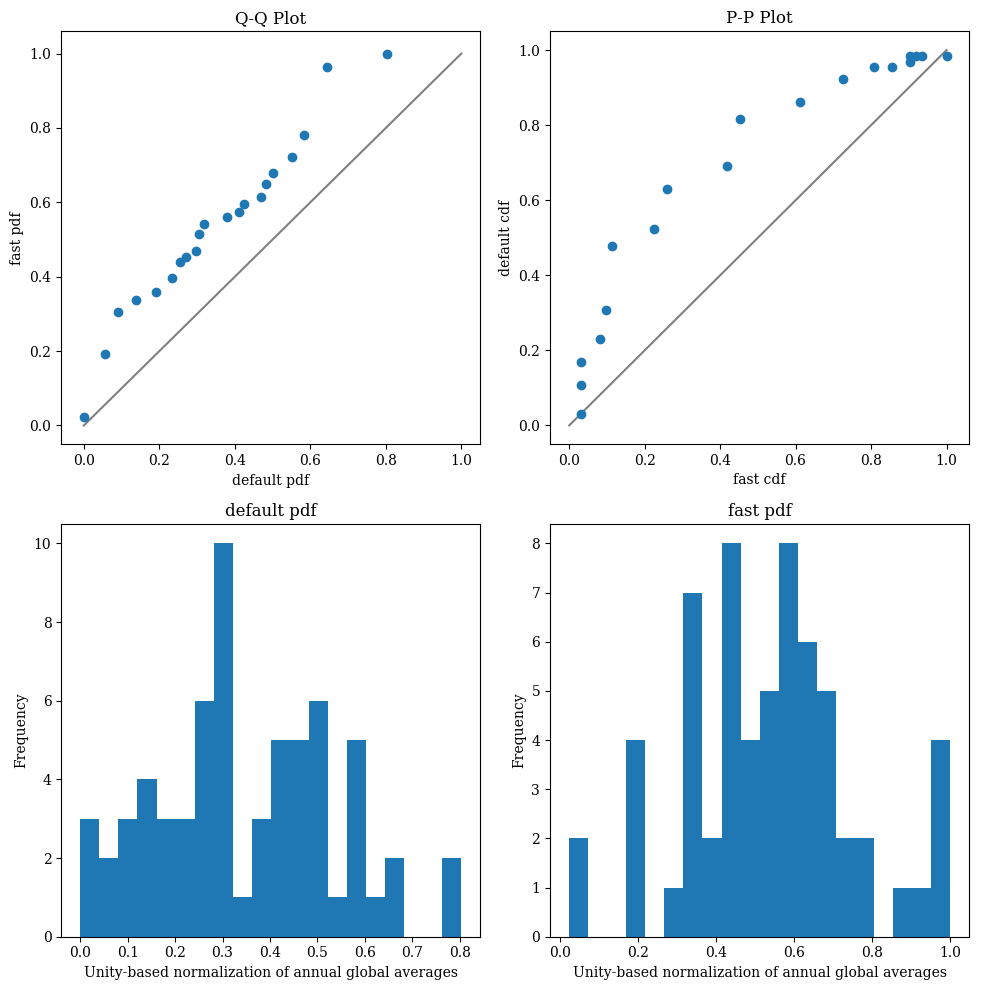 Q-Q Plot
1.0
0.8
0.6
0.4
0.2
0.0
fast pdf
0.0 0.2 0.4 0.6 0.8 1.0
default pdf
P-P Plot
1.0
0.8
0.6
0.4
0.2
0.0
default cdf
0.0 0.2 0.4 0.6 0.8 1.0
fast cdf
default pdf
10
8
6
4
2
0
Frequency
0.0 0.1 0.2 0.3 0.4 0.5 0.6 0.7 0.8
Unity-based normalization of annual global averages
fast pdf
8
7
6
5
4
3
2
1
0
Frequency
0.0 0.2 0.4 0.6 0.8 1.0
Unity-based normalization of annual global averages